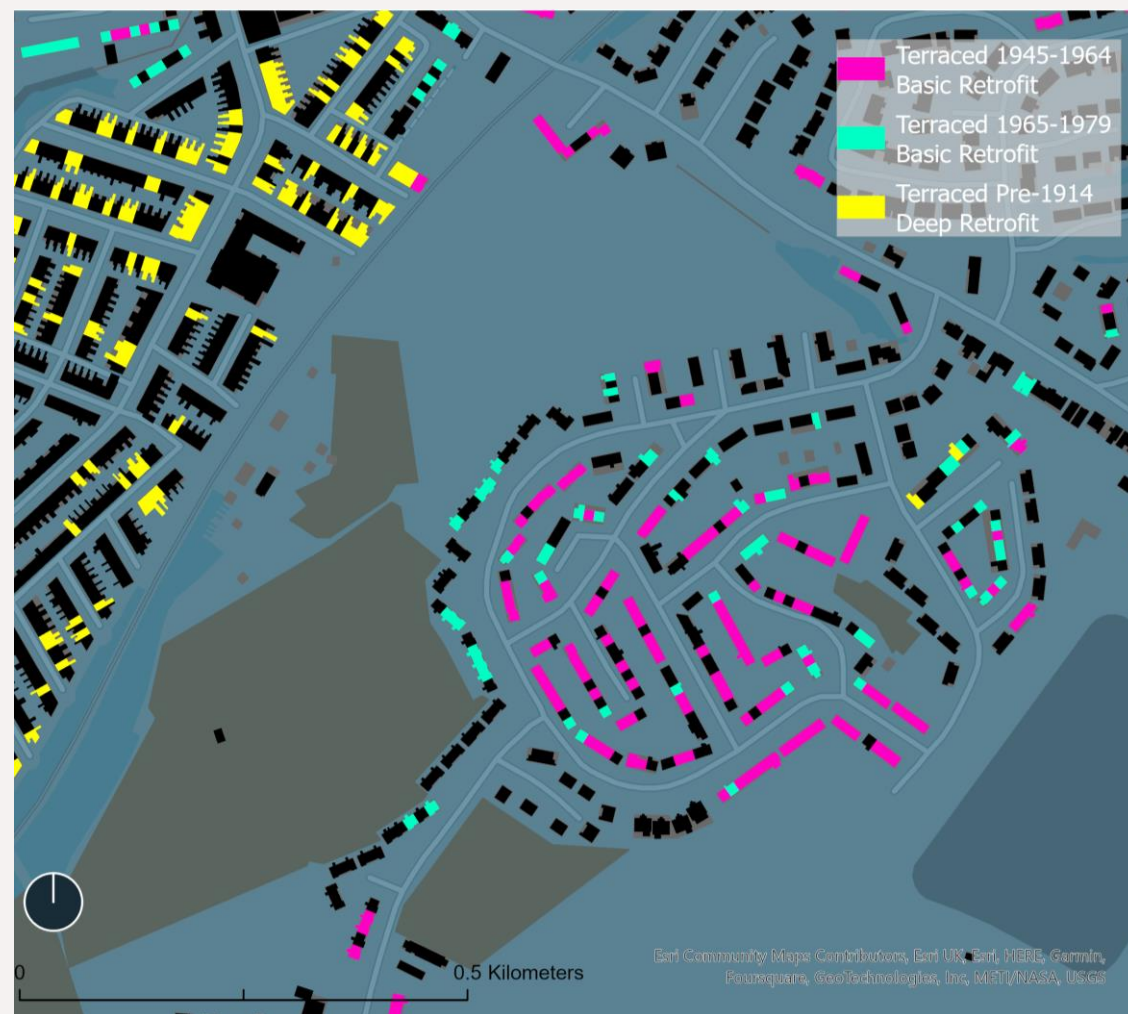 Terraced 1945-1964
Basic Retrofit
Terraced 1965-1979
Basic Retrofit
Terraced Pre-1914
Deep Retrofit
0
0.5 Kilometers
Esri Community Maps Contributors, Esri UK, Esri, HERE, Garmin,
Foursquare, GeoTechnologies, Inc, METI/NASA, USGS